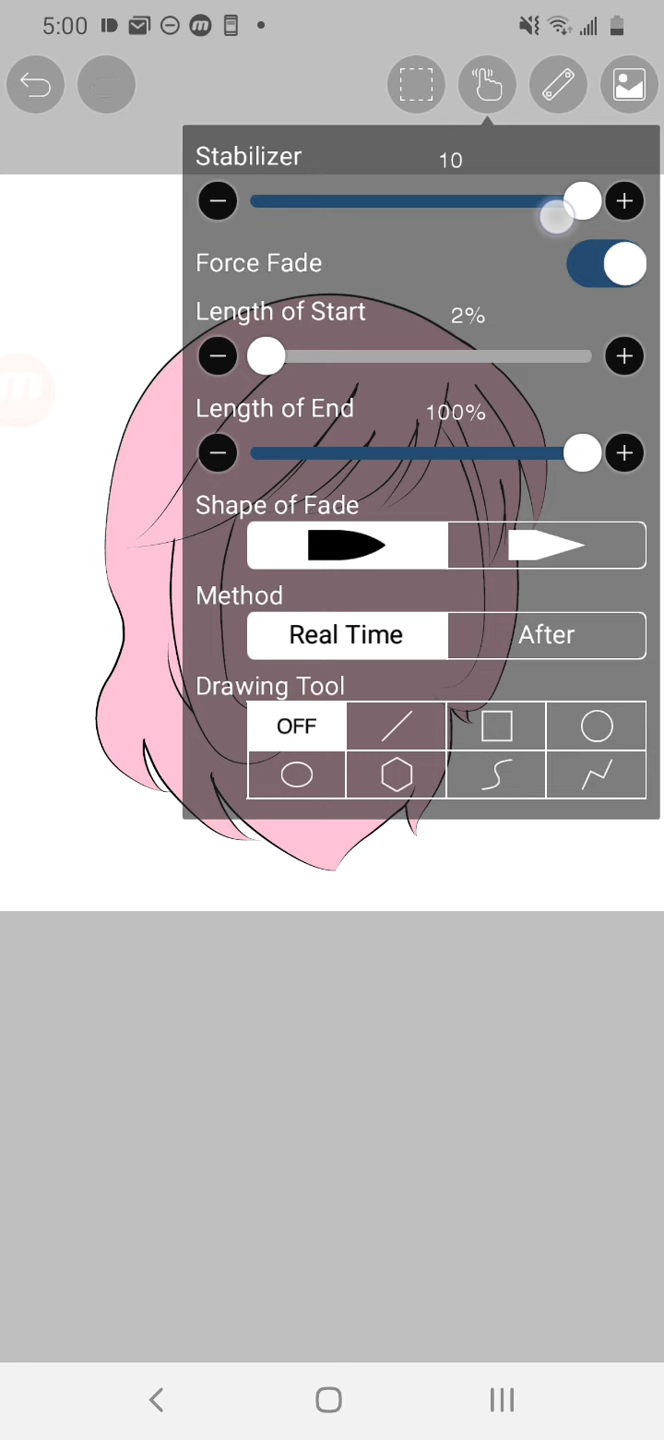 5:00
Stabilizer 10
Force Fade
Length of Start 2%
Length of End 100%
Shape of Fade
Method
Real Time After
Drawing Tool
OFF